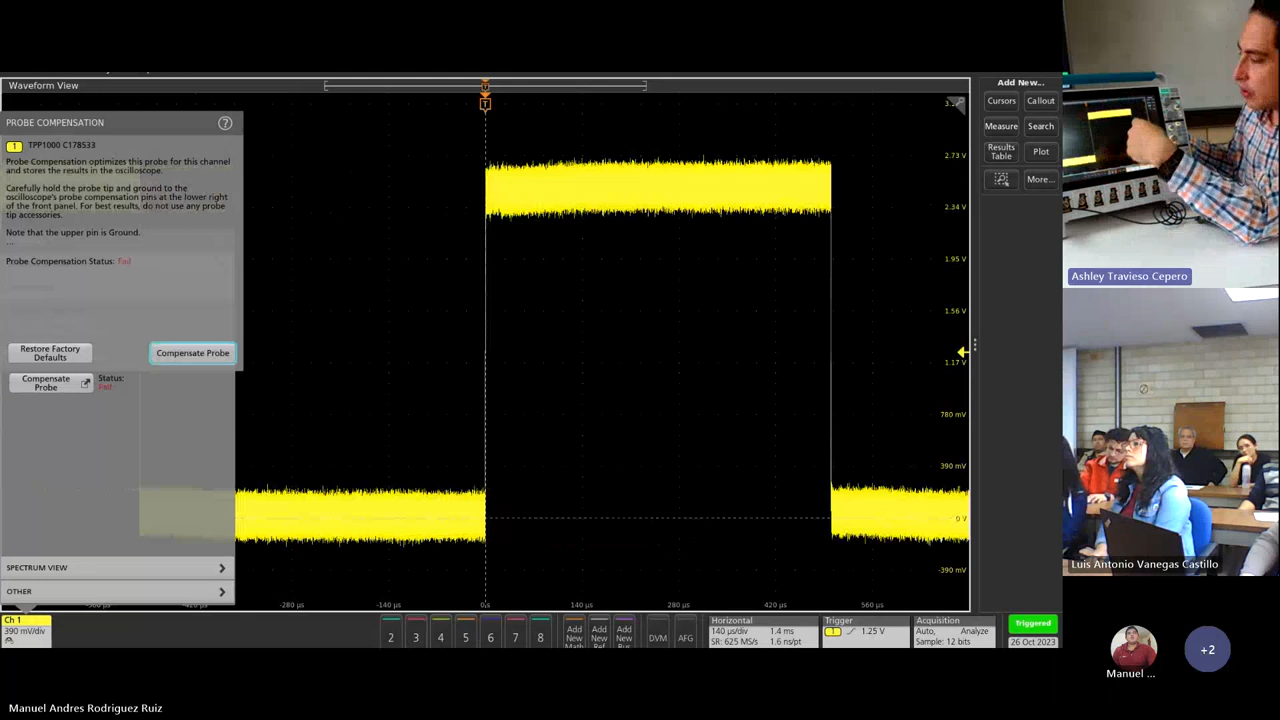 Waveform View
PROBE COMPENSATION
?
1 TPP1000 C178533
Probe Compensation optimizes this probe for this channel
and stores the results in the oscilloscope.
Carefully hold the probe tip and ground to the
oscilloscope's probe compensation pins at the lower right
of the front panel. For best results, do not use any probe
tip accessories.
Note that the upper pin is Ground.
...
Probe Compensation Status: Fail
Restore Factory
Defaults
Compensate Probe
Compensate
Probe
Status:
Fail
SPECTRUM VIEW
OTHER
T
T
2.73 V
2.34 V
1.95 V
1.56 V
1.17 V
780 mV
390 mV
0 V
-390 mV
-420 µs
-280 µs
-140 µs
0 s
140 µs
280 µs
420 µs
560 µs
Add New...
Cursors
Callout
Measure
Search
Results
Table
Plot
More...
Ch 1
390 mV/div
2
3
4
5
6
7
8
Add
New
Math
Add
New
Ref
Add
New
Bus
DVM
AFG
Horizontal
140 µs/div 1.4 ms
SR: 625 MS/s 1.6 ns/pt
Trigger
1 1.25 V
Acquisition
Auto, Analyze
Sample: 12 bits
Triggered
26 Oct 2023
Ashley Travieso Cepero
Luis Antonio Vanegas Castillo
Manuel ...
+2
Manuel Andres Rodriguez Ruiz